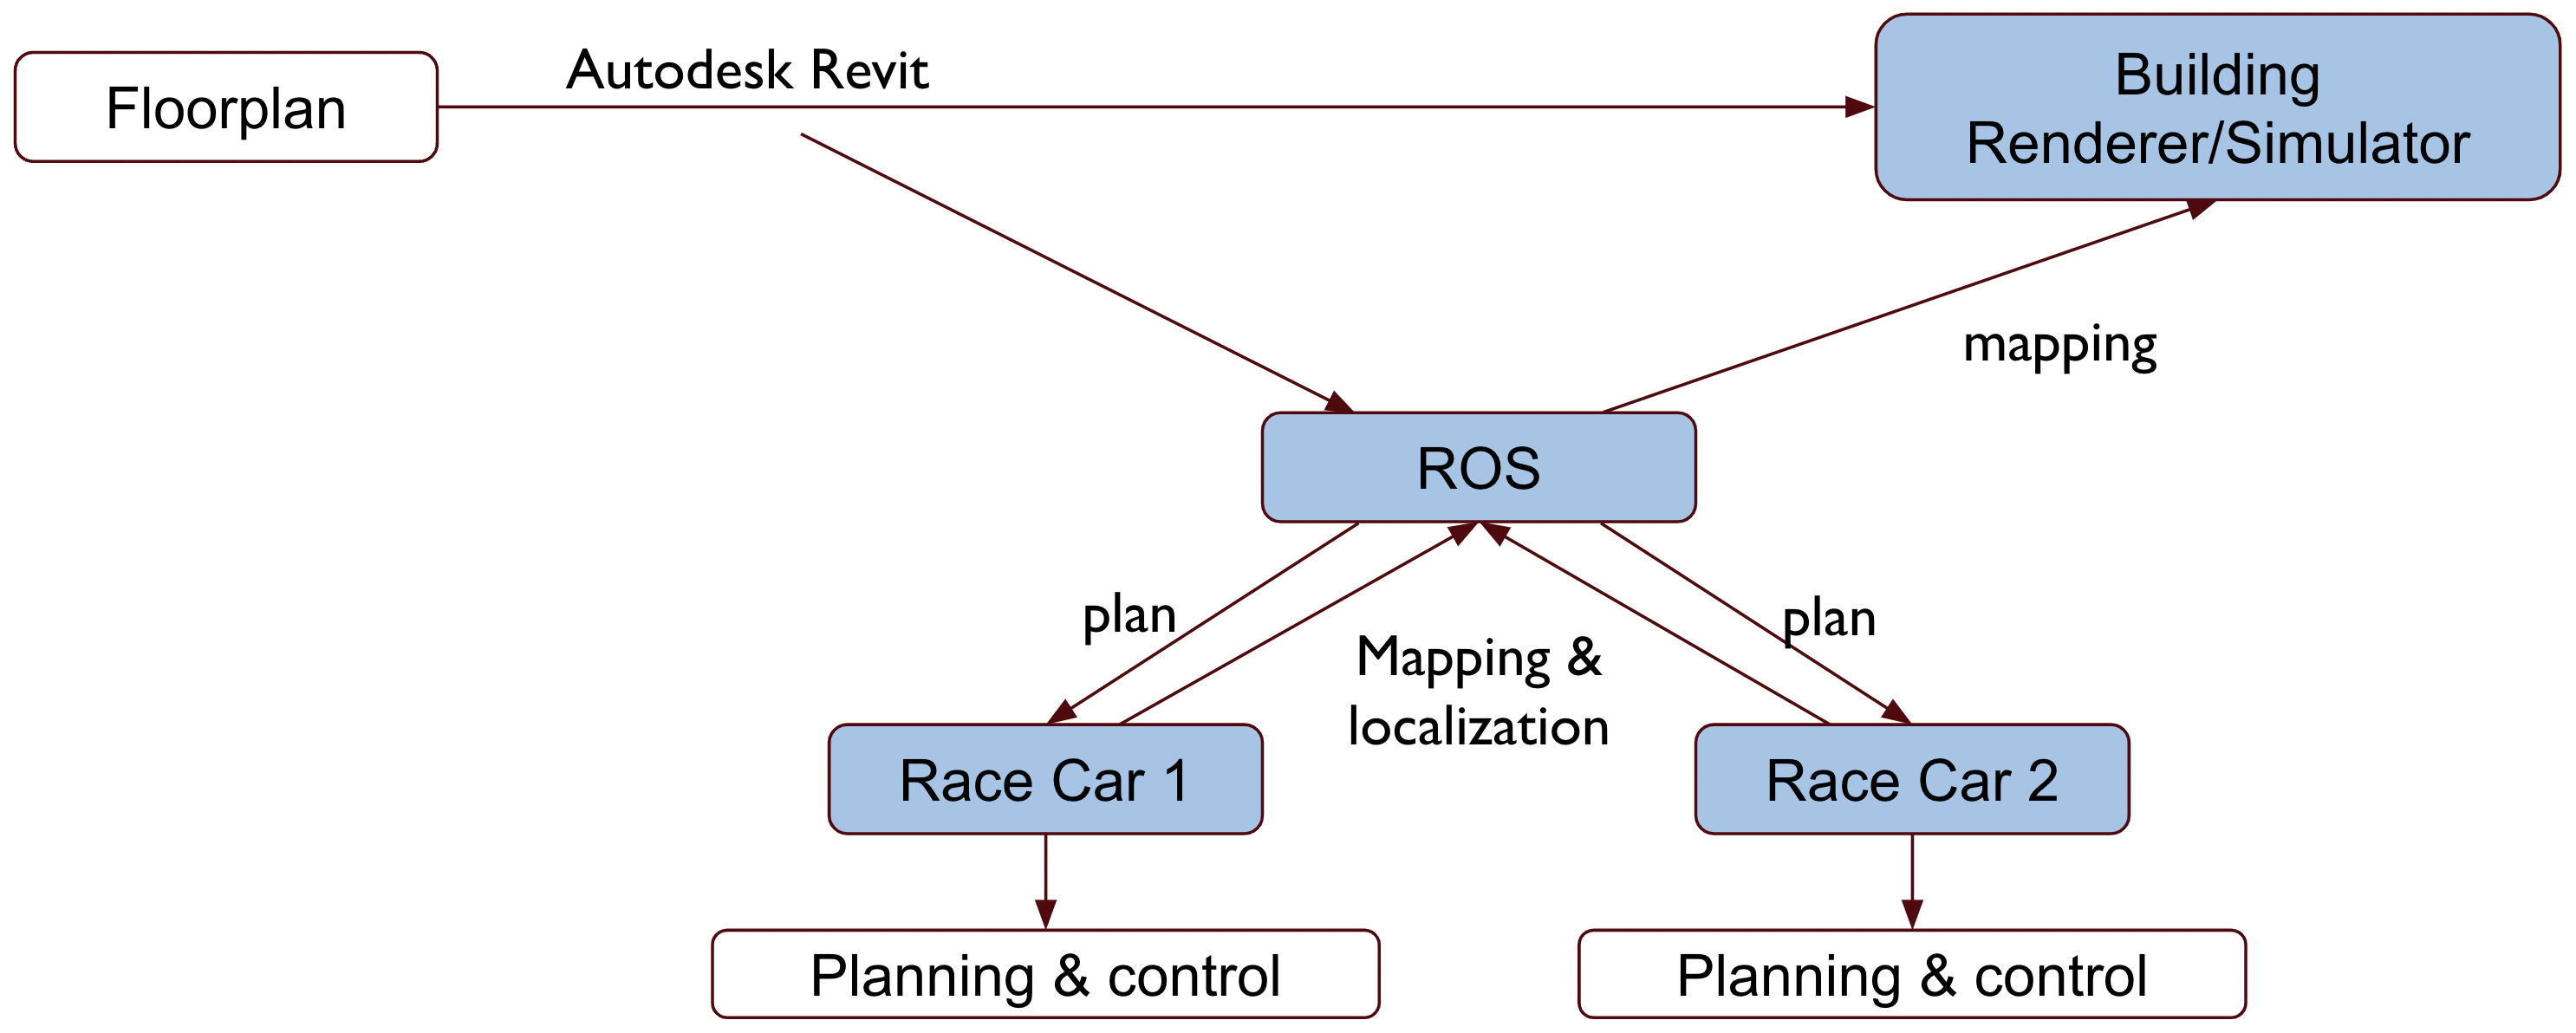 Floorplan
Autodesk Revit
Building
Renderer/Simulator
mapping
ROS
plan
plan
Mapping &
localization
Race Car 1
Race Car 2
Planning & control
Planning & control